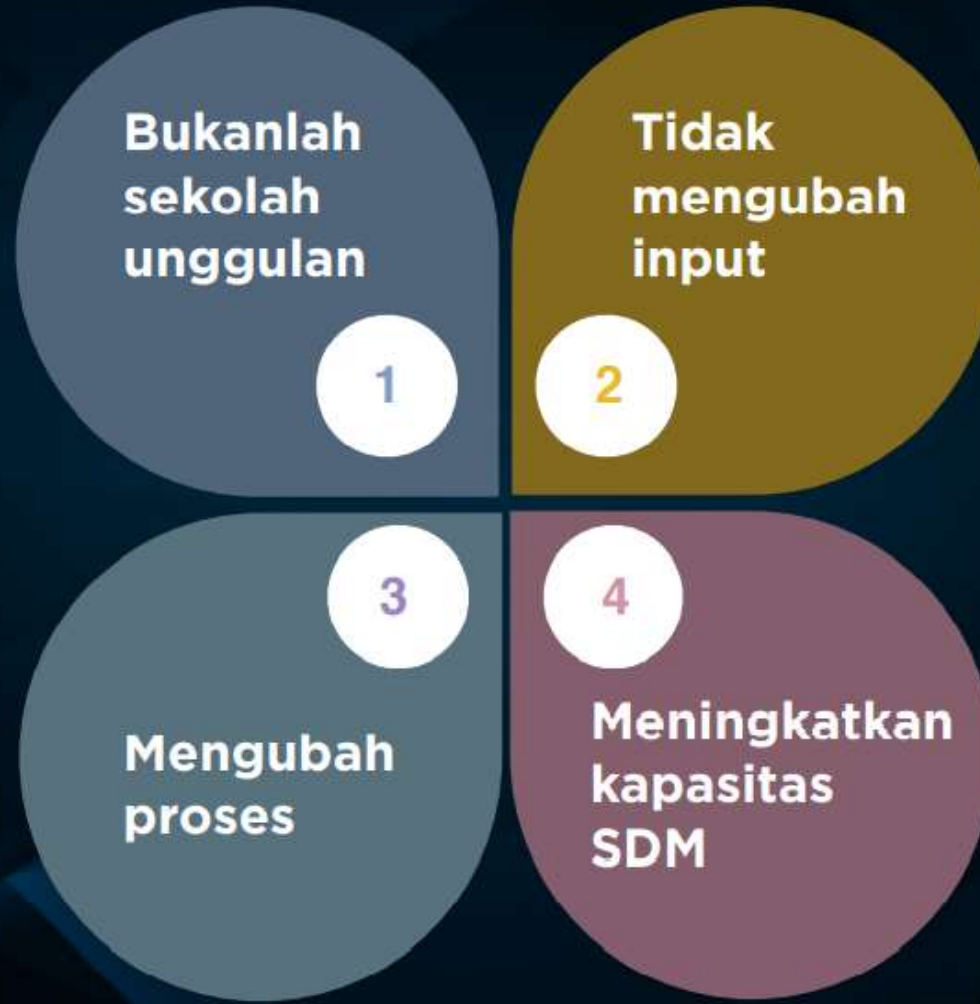 Bukanlah
sekolah
unggulan
1
Tidak
mengubah
input
2
3
Mengubah
proses
4
Meningkatkan
kapasitas
SDM